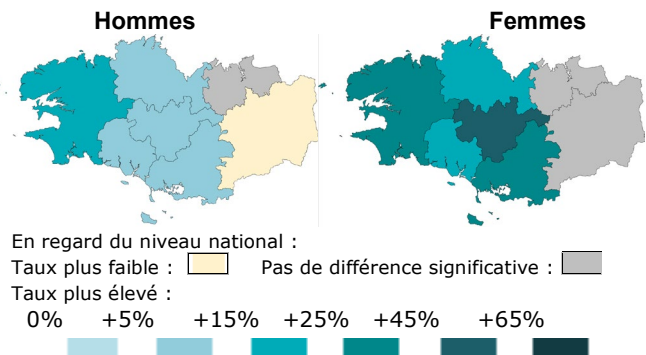 Hommes
Femmes
En regard du niveau national :
Taux plus faible :
Pas de différence significative :
Taux plus élevé :
0% +5% +15% +25% +45% +65%